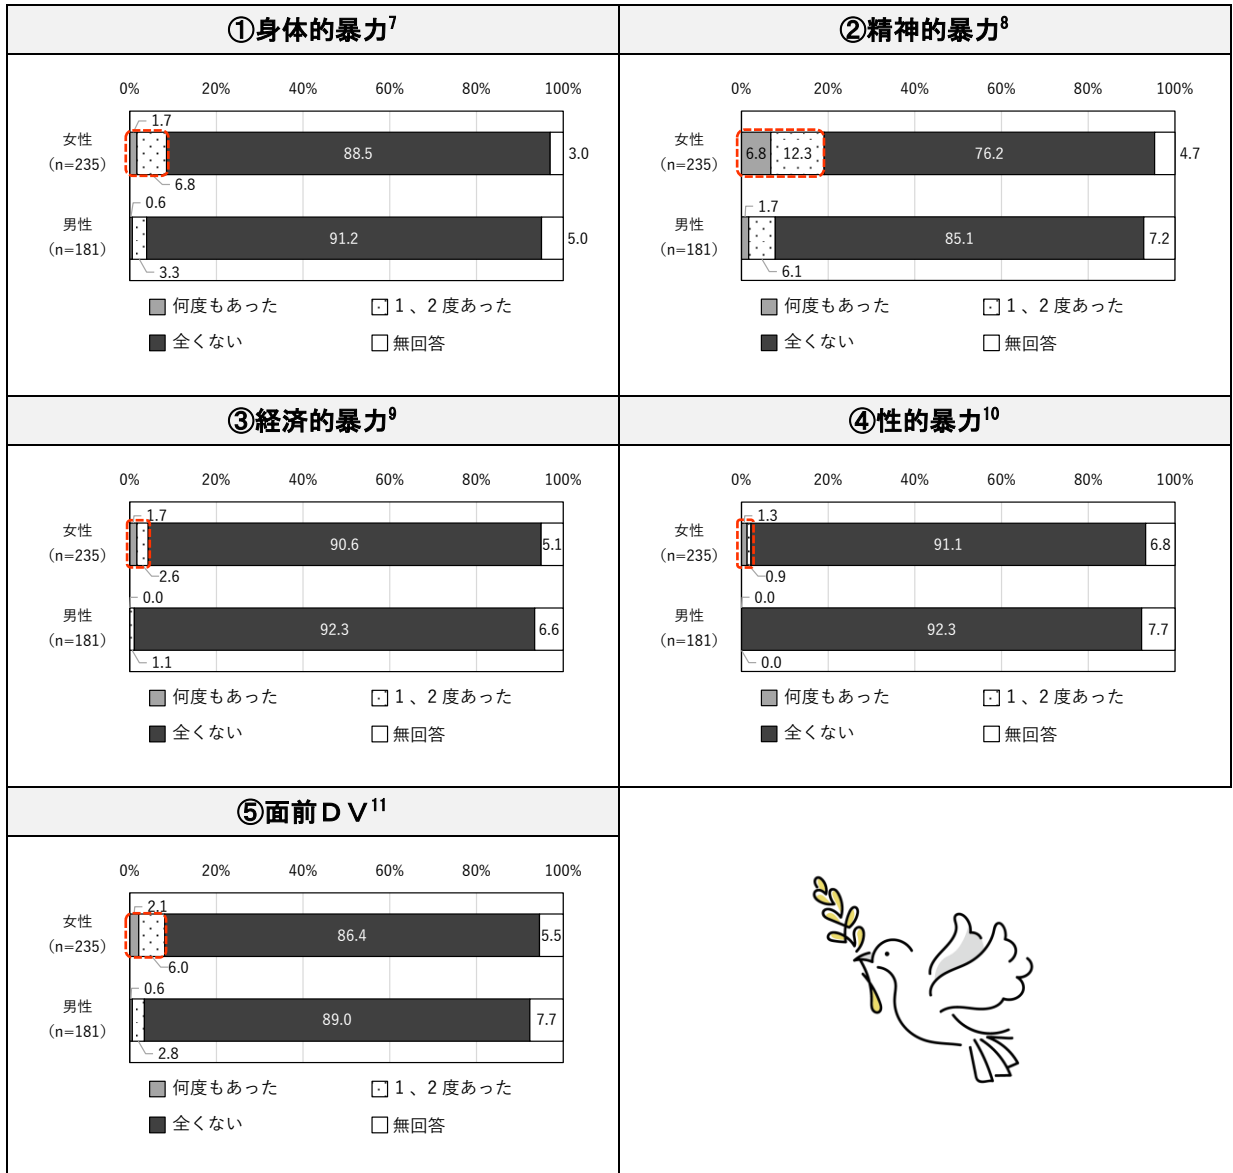 ①身体的暴力7
②精神的暴力8
0% 20% 40% 60% 80% 100%
1.7
女性
(n=235)
88.5
3.0
6.8
0.6
男性
(n=181)
91.2
5.0
3.3
何度もあった
1、2度あった
全くない
無回答
0% 20% 40% 60% 80% 100%
女性
(n=235)
6.8
12.3
76.2
4.7
1.7
男性
(n=181)
85.1
7.2
6.1
何度もあった
1、2度あった
全くない
無回答
③経済的暴力9
④性的暴力10
0% 20% 40% 60% 80% 100%
1.7
女性
(n=235)
90.6
5.1
2.6
0.0
男性
(n=181)
92.3
6.6
1.1
何度もあった
1、2度あった
全くない
無回答
0% 20% 40% 60% 80% 100%
1.3
女性
(n=235)
91.1
6.8
0.9
0.0
男性
(n=181)
92.3
7.7
0.0
何度もあった
1、2度あった
全くない
無回答
⑤面前DV11
0% 20% 40% 60% 80% 100%
2.1
女性
(n=235)
86.4
5.5
6.0
0.6
男性
(n=181)
89.0
7.7
2.8
何度もあった
1、2度あった
全くない
無回答